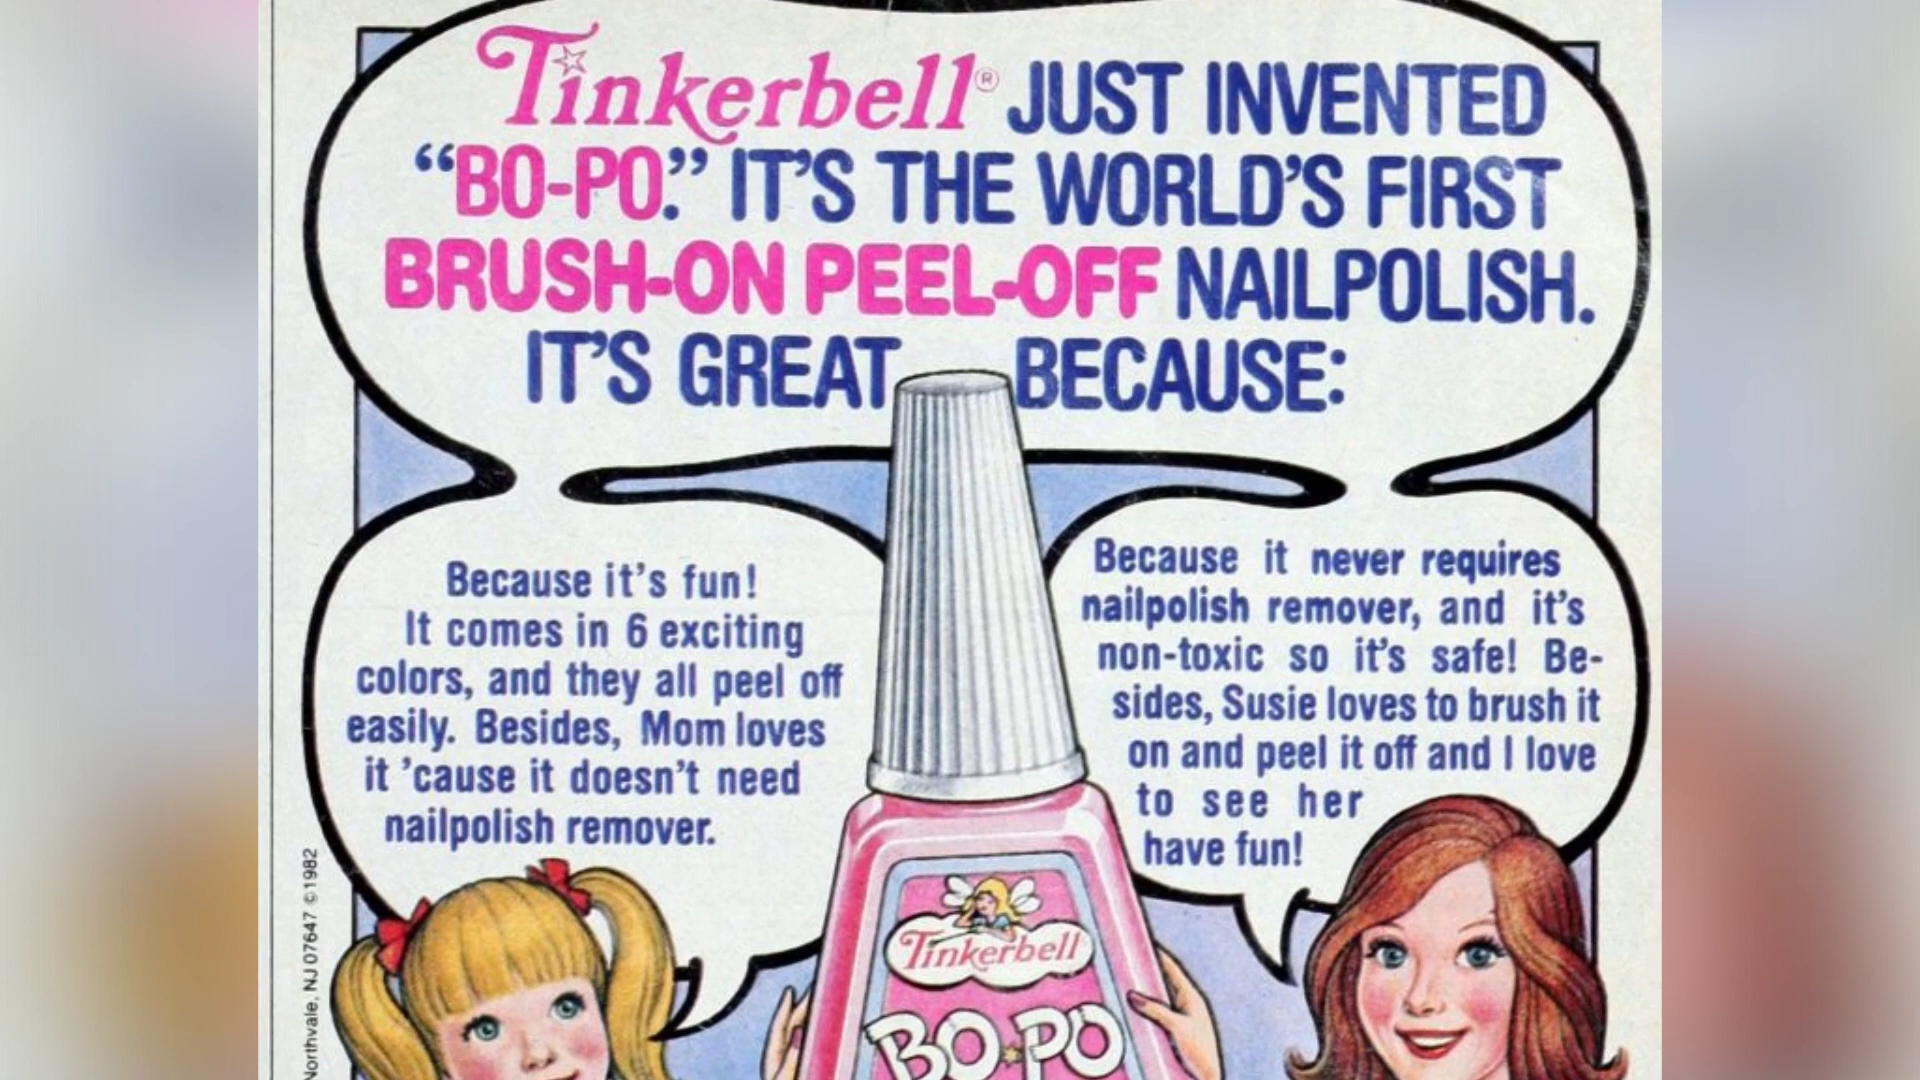 Tinkerbell® JUST INVENTED
“BO-PO.” IT'S THE WORLD'S FIRST
BRUSH-ON PEEL-OFF NAILPOLISH.
IT'S GREAT BECAUSE:
Because it's fun!
It comes in 6 exciting
colors, and they all peel off
easily. Besides, Mom loves
it 'cause it doesn't need
nailpolish remover.
Because it never requires
nailpolish remover, and it's
non-toxic so it's safe! Be-
sides, Susie loves to brush it
on and peel it off and I love
to see her
have fun!
Tinkerbell
BO PO
Northvale, NJ 07647 ©1982